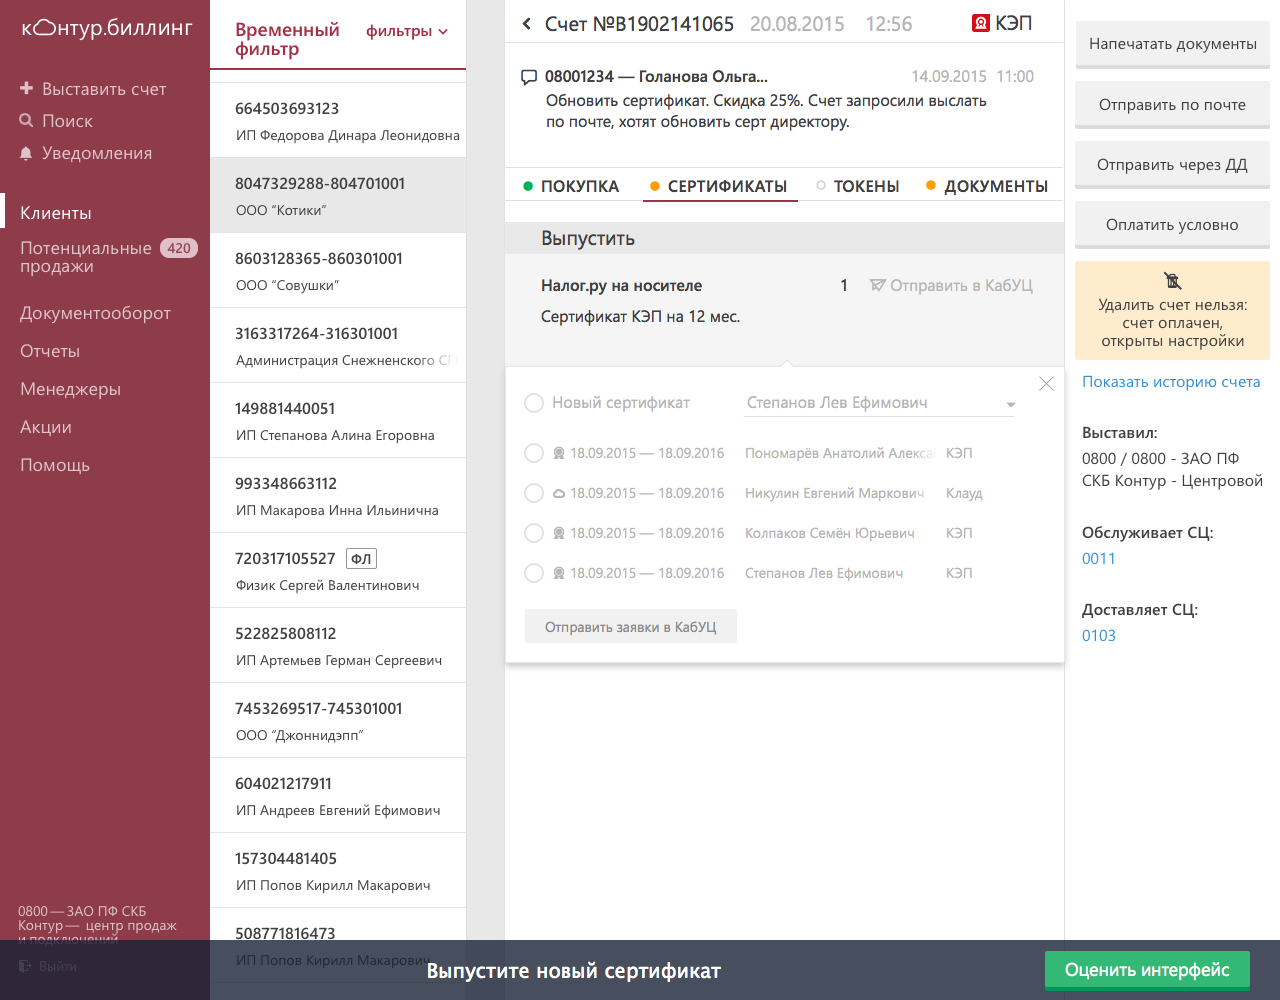 контур.биллинг
Выставить счет
Поиск
Уведомления
Клиенты
Потенциальные 420
продажи
Документооборот
Отчеты
Менеджеры
Акции
Помощь
0800 — ЗАО ПФ СКБ
Контур — центр продаж
и подключений
Выйти
Временный
фильтр
фильтры
664503693123
ИП Федорова Динара Леонидовна
8047329288-804701001
ООО “Котики”
8603128365-860301001
ООО “Совушки”
3163317264-316301001
Администрация Снежненского СГ
149881440051
ИП Степанова Алина Егоровна
993348663112
ИП Макарова Инна Ильинична
720317105527 ФЛ
Физик Сергей Валентинович
522825808112
ИП Артемьев Герман Сергеевич
7453269517-745301001
ООО “Джоннидэпп”
604021217911
ИП Андреев Евгений Ефимович
157304481405
ИП Попов Кирилл Макарович
508771816473
ИП Попов Кирилл Макарович
Счет №В1902141065 20.08.2015 12:56 КЭП
08001234 — Голанова Ольга... 14.09.2015 11:00
Обновить сертификат. Скидка 25%. Счет запросили выслать
по почте, хотят обновить серт директору.
ПОКУПКА СЕРТИФИКАТЫ ТОКЕНЫ ДОКУМЕНТЫ
Выпустить
Налог.ру на носителе 1 Отправить в КабУЦ
Сертификат КЭП на 12 мес.
Новый сертификат Степанов Лев Ефимович
18.09.2015 — 18.09.2016 Пономарёв Анатолий Алекса КЭП
18.09.2015 — 18.09.2016 Никулин Евгений Маркович Клауд
18.09.2015 — 18.09.2016 Колпаков Семён Юрьевич КЭП
18.09.2015 — 18.09.2016 Степанов Лев Ефимович КЭП
Отправить заявки в КабУЦ
Напечатать документы
Отправить по почте
Отправить через ДД
Оплатить условно
Удалить счет нельзя:
счет оплачен,
открыты настройки
Показать историю счета
Выставил:
0800 / 0800 - ЗАО ПФ
СКБ Контур - Центровой
Обслуживает СЦ:
0011
Доставляет СЦ:
0103
Выпустите новый сертификат
Оценить интерфейс